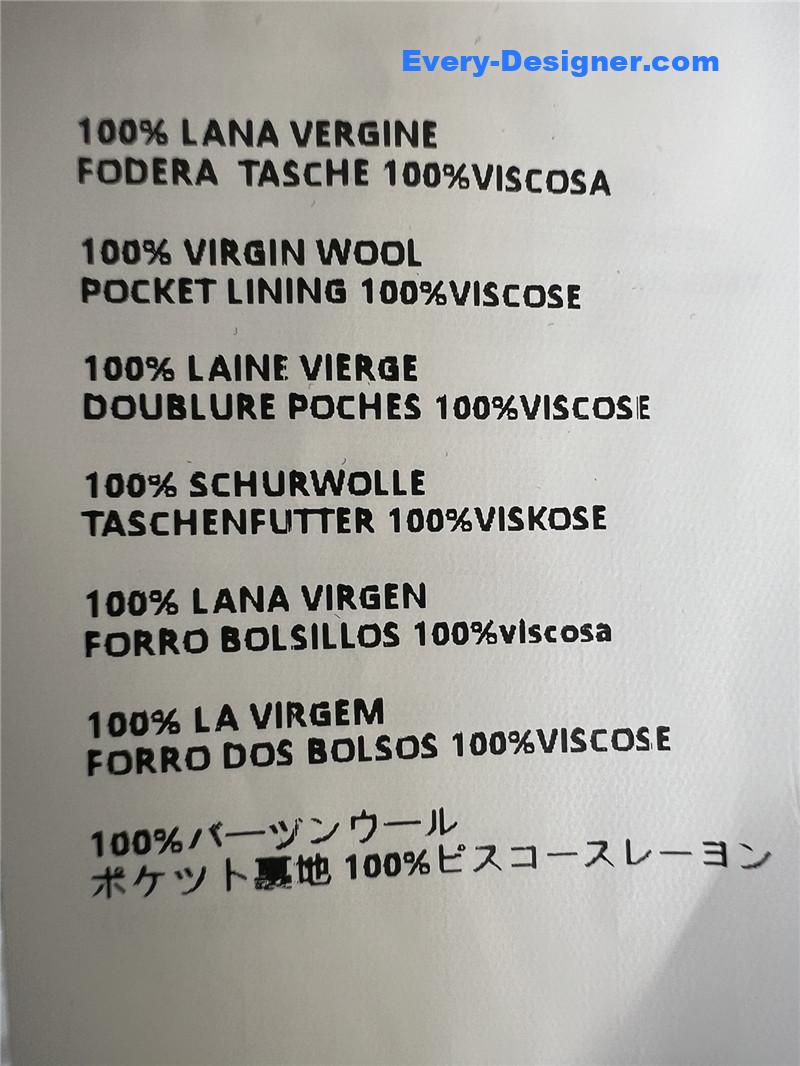 Every-Designer.com
100% LANA VERGINE
FODERA TASCHE 100%VISCOSA
100% VIRGIN WOOL
POCKET LINING 100%VISCOSE
100% LAINE VIERGE
DOUBLURE POCHES 100%VISCOSE
100% SCHURWOLLE
TASCHENFUTTER 100%VISKOSE
100% LANA VIRGEN
FORRO BOLSILLOS 100%viscosa
100% LA VIRGEM
FORRO DOS BOLSOS 100%VISCOSE
100%バーヅンウール
ポケツト裏地 100%ピスコースレーヨン